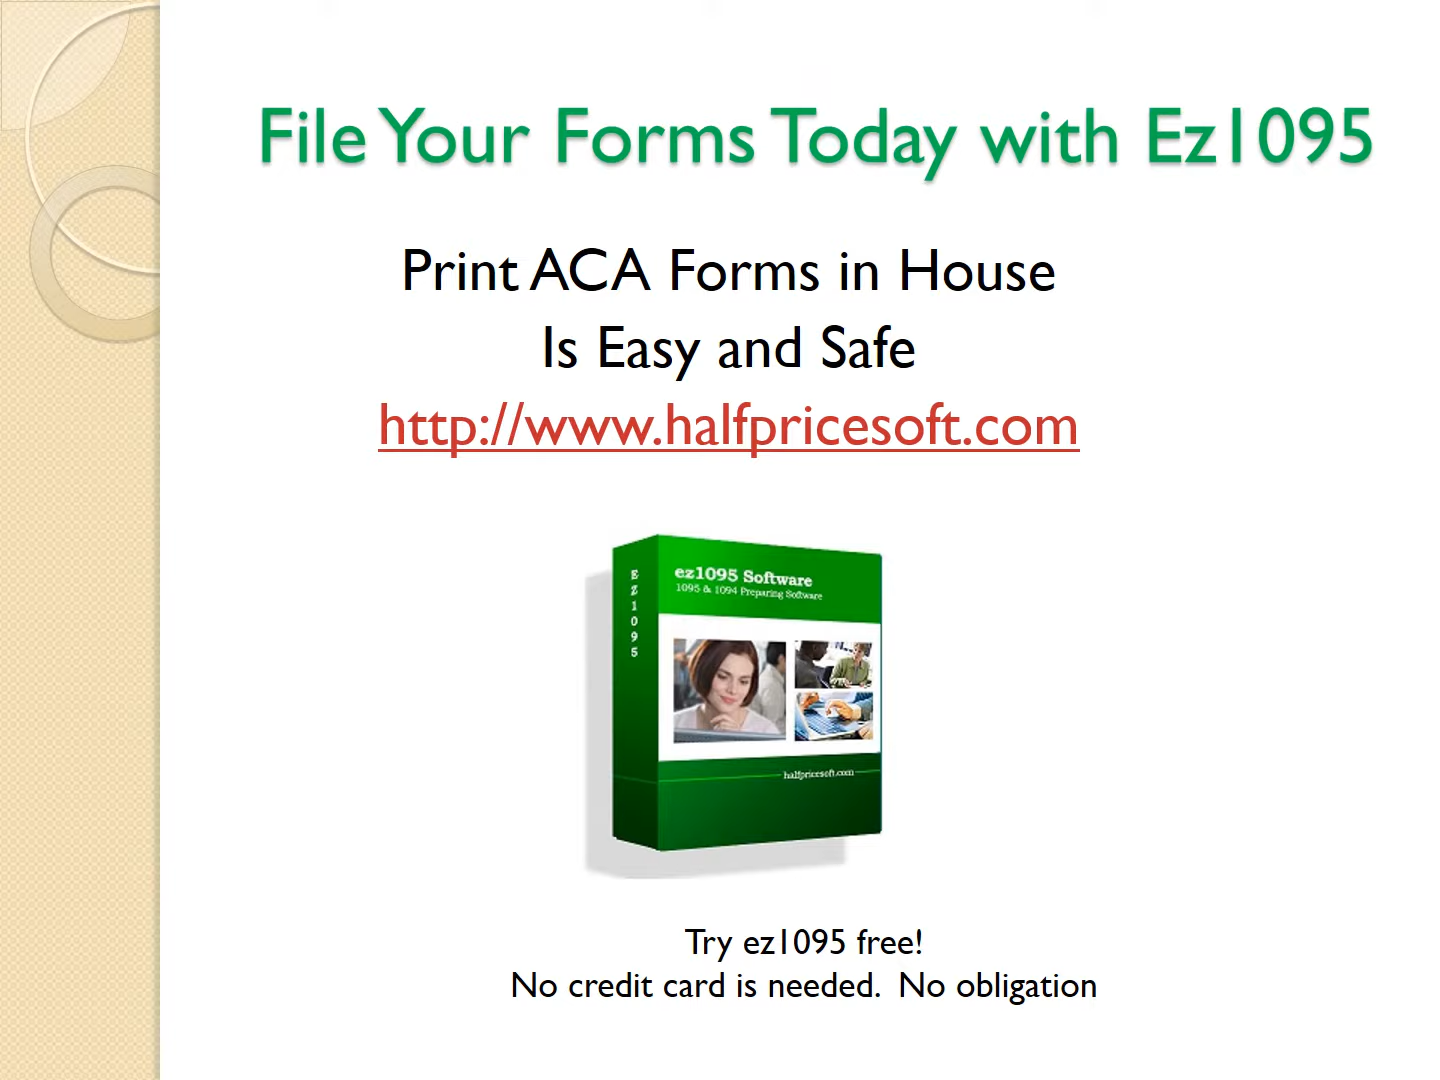 File Your Forms Today with Ez1095
Print ACA Forms in House
Is Easy and Safe
http://www.halfpricesoft.com
EZ1095
ez1095 Software
1095 & 1094 Preparing Software
halfpricesoft.com
Try ez1095 free!
No credit card is needed.  No obligation